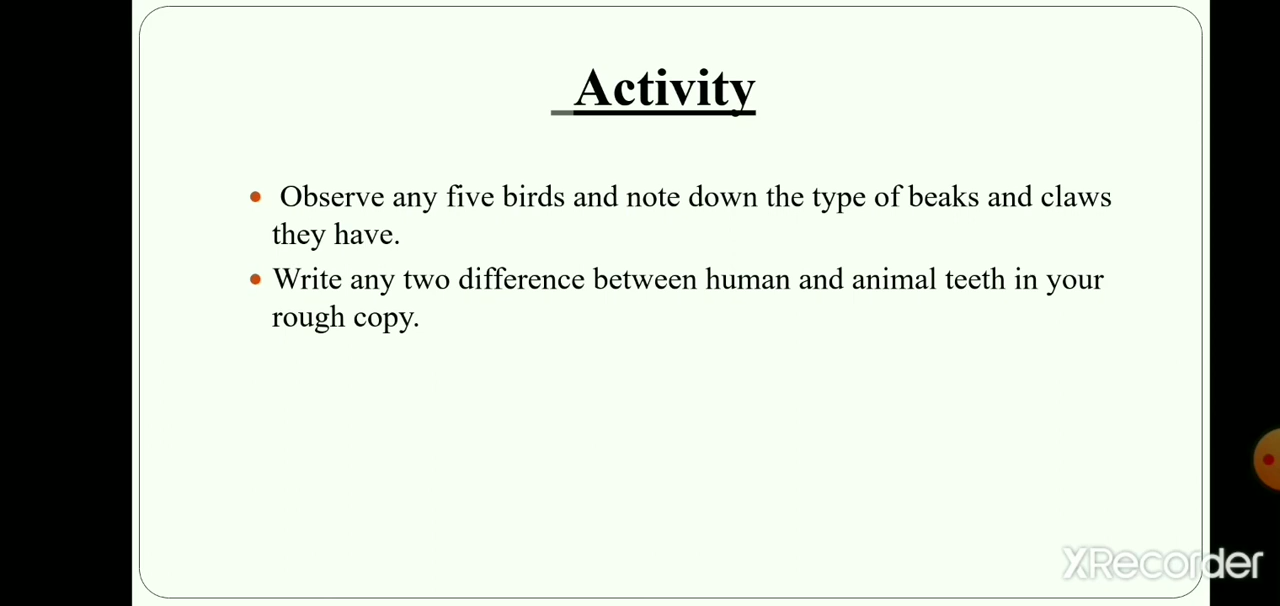 Activity
• Observe any five birds and note down the type of beaks and claws
they have.
• Write any two difference between human and animal teeth in your
rough copy.
XRecorder